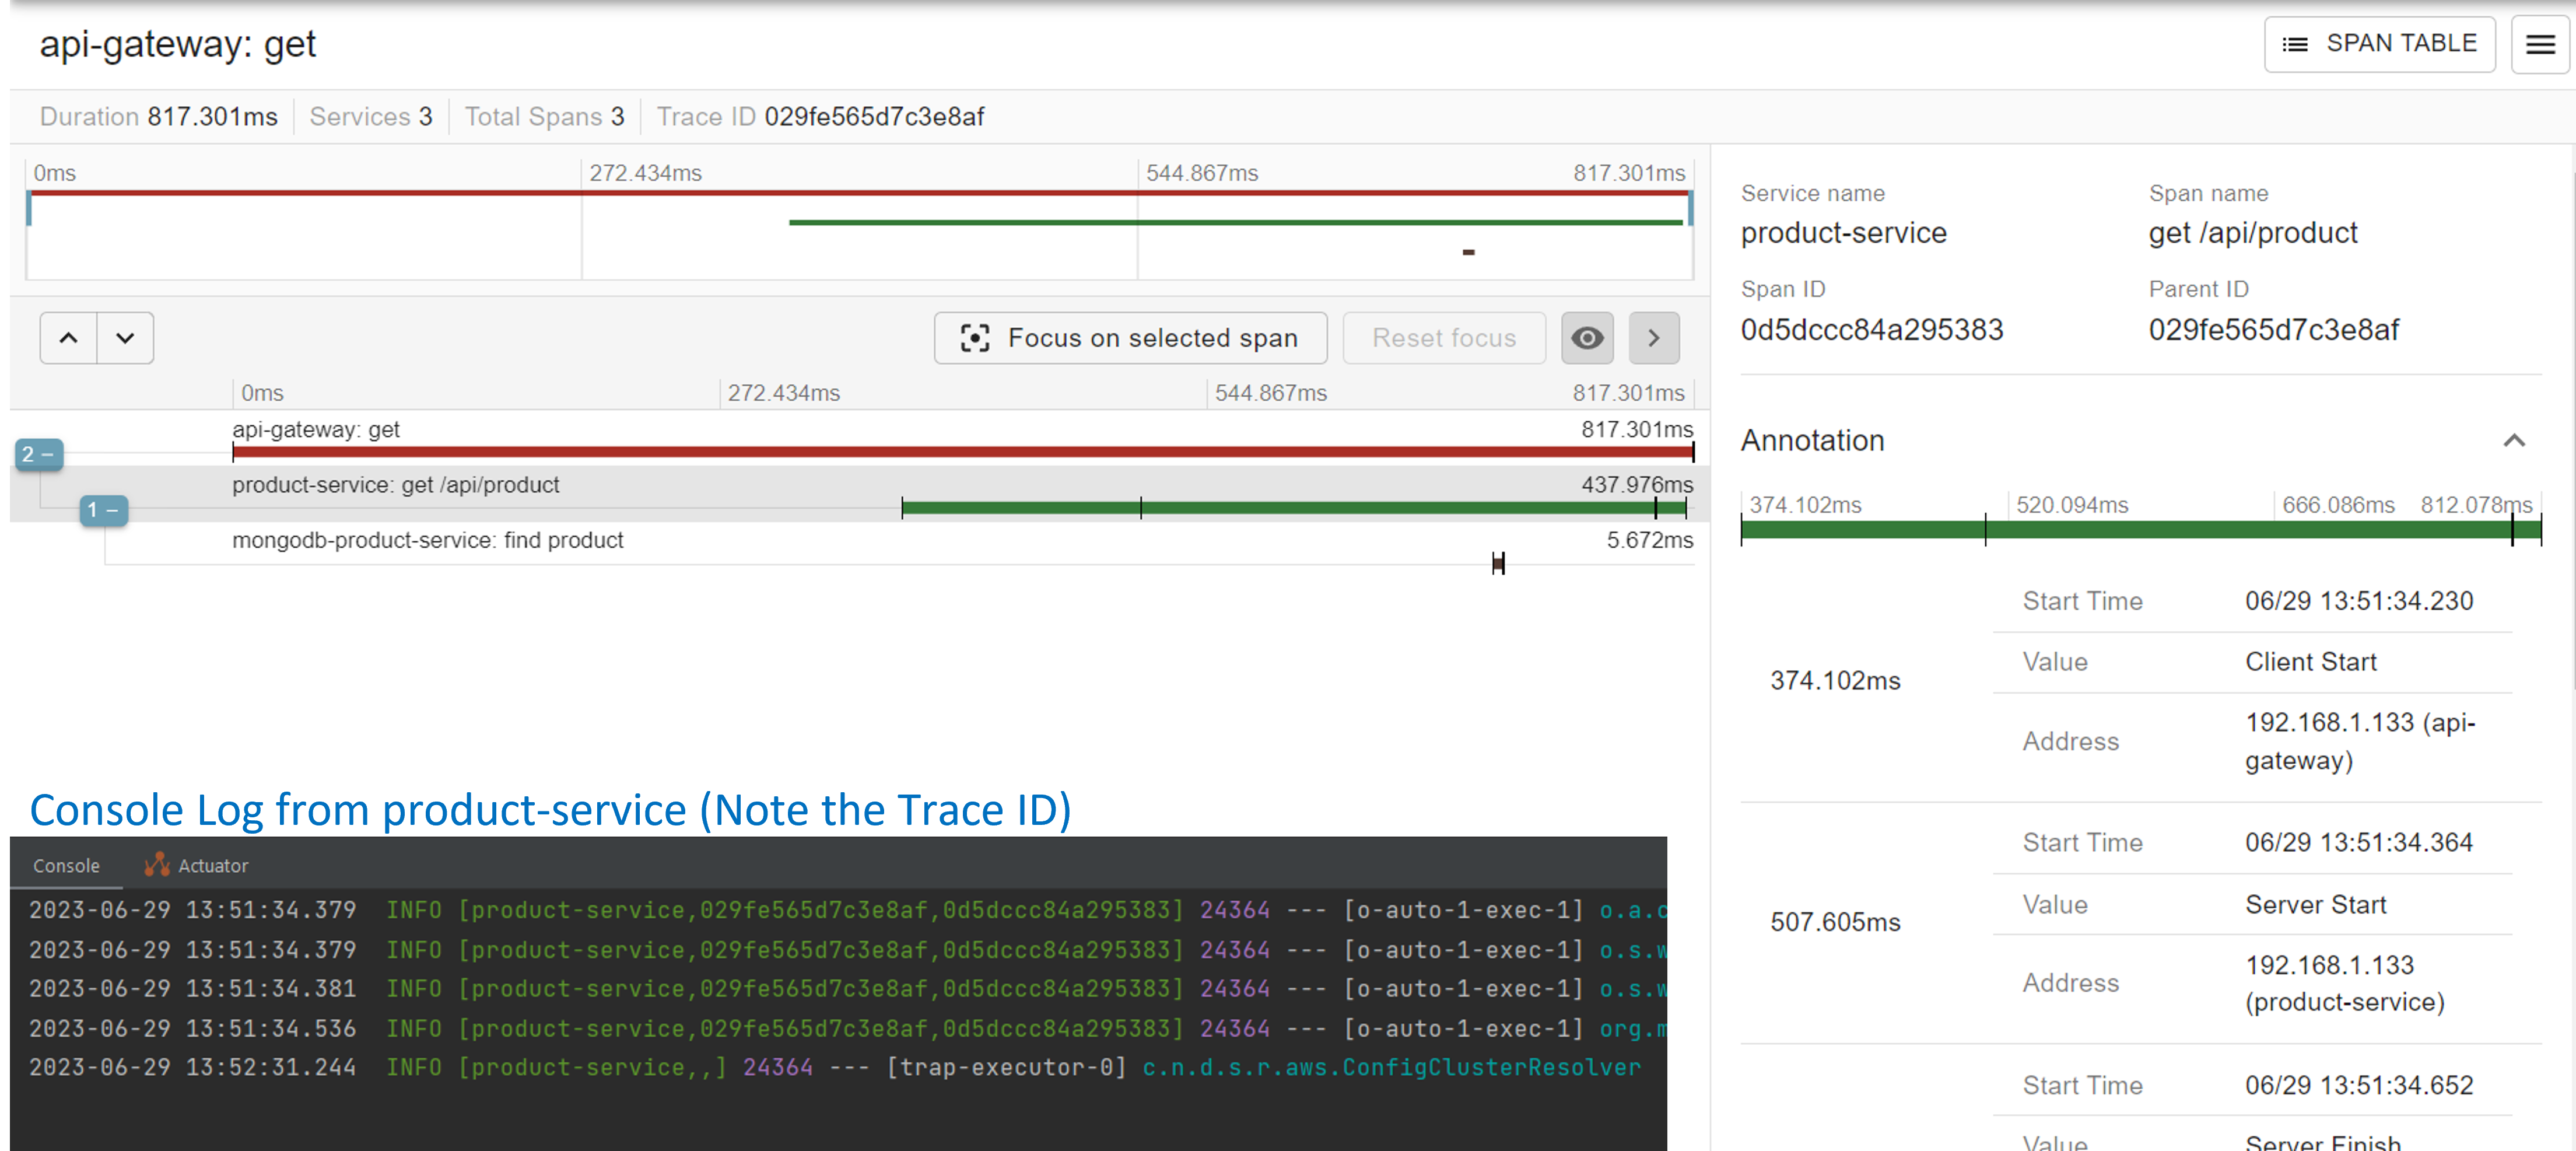 api-gateway: get
SPAN TABLE
Duration 817.301ms Services 3 Total Spans 3 Trace ID 029fe565d7c3e8af
0ms 272.434ms 544.867ms 817.301ms
Focus on selected span Reset focus
0ms 272.434ms 544.867ms 817.301ms
api-gateway: get 817.301ms
2 −
product-service: get /api/product 437.976ms
1 −
mongodb-product-service: find product 5.672ms
Service name Span name
product-service get /api/product
Span ID Parent ID
0d5dccc84a295383 029fe565d7c3e8af
Annotation
374.102ms 520.094ms 666.086ms 812.078ms
Start Time 06/29 13:51:34.230
374.102ms
Value Client Start
Address 192.168.1.133 (api-
gateway)
Start Time 06/29 13:51:34.364
507.605ms
Value Server Start
Address 192.168.1.133
(product-service)
Start Time 06/29 13:51:34.652
Value Server Finish
Console Log from product-service (Note the Trace ID)
Console Actuator
2023-06-29 13:51:34.379 INFO [product-service,029fe565d7c3e8af,0d5dccc84a295383] 24364 --- [o-auto-1-exec-1] o.a.c
2023-06-29 13:51:34.379 INFO [product-service,029fe565d7c3e8af,0d5dccc84a295383] 24364 --- [o-auto-1-exec-1] o.s.w
2023-06-29 13:51:34.381 INFO [product-service,029fe565d7c3e8af,0d5dccc84a295383] 24364 --- [o-auto-1-exec-1] o.s.w
2023-06-29 13:51:34.536 INFO [product-service,029fe565d7c3e8af,0d5dccc84a295383] 24364 --- [o-auto-1-exec-1] org.m
2023-06-29 13:52:31.244 INFO [product-service,,] 24364 --- [trap-executor-0] c.n.d.s.r.aws.ConfigClusterResolver